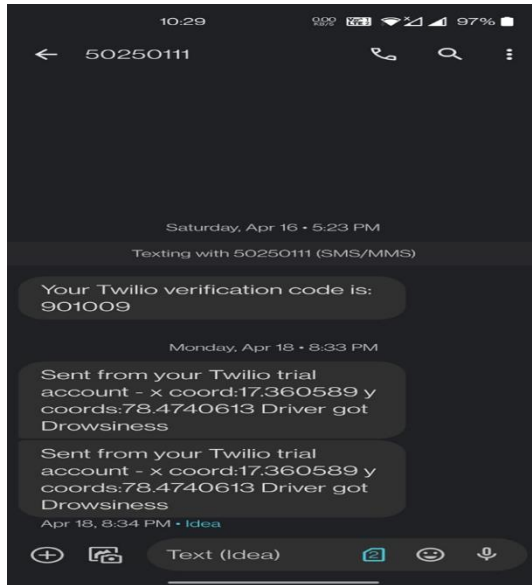 10:29
97%
50250111
Saturday, Apr 16 • 5:23 PM
Texting with 50250111 (SMS/MMS)
Your Twilio verification code is:
901009
Monday, Apr 18 • 8:33 PM
Sent from your Twilio trial
account - x coord:17.360589 y
coords:78.4740613 Driver got
Drowsiness
Sent from your Twilio trial
account - x coord:17.360589 y
coords:78.4740613 Driver got
Drowsiness
Apr 18, 8:34 PM • Idea
Text (Idea)
2